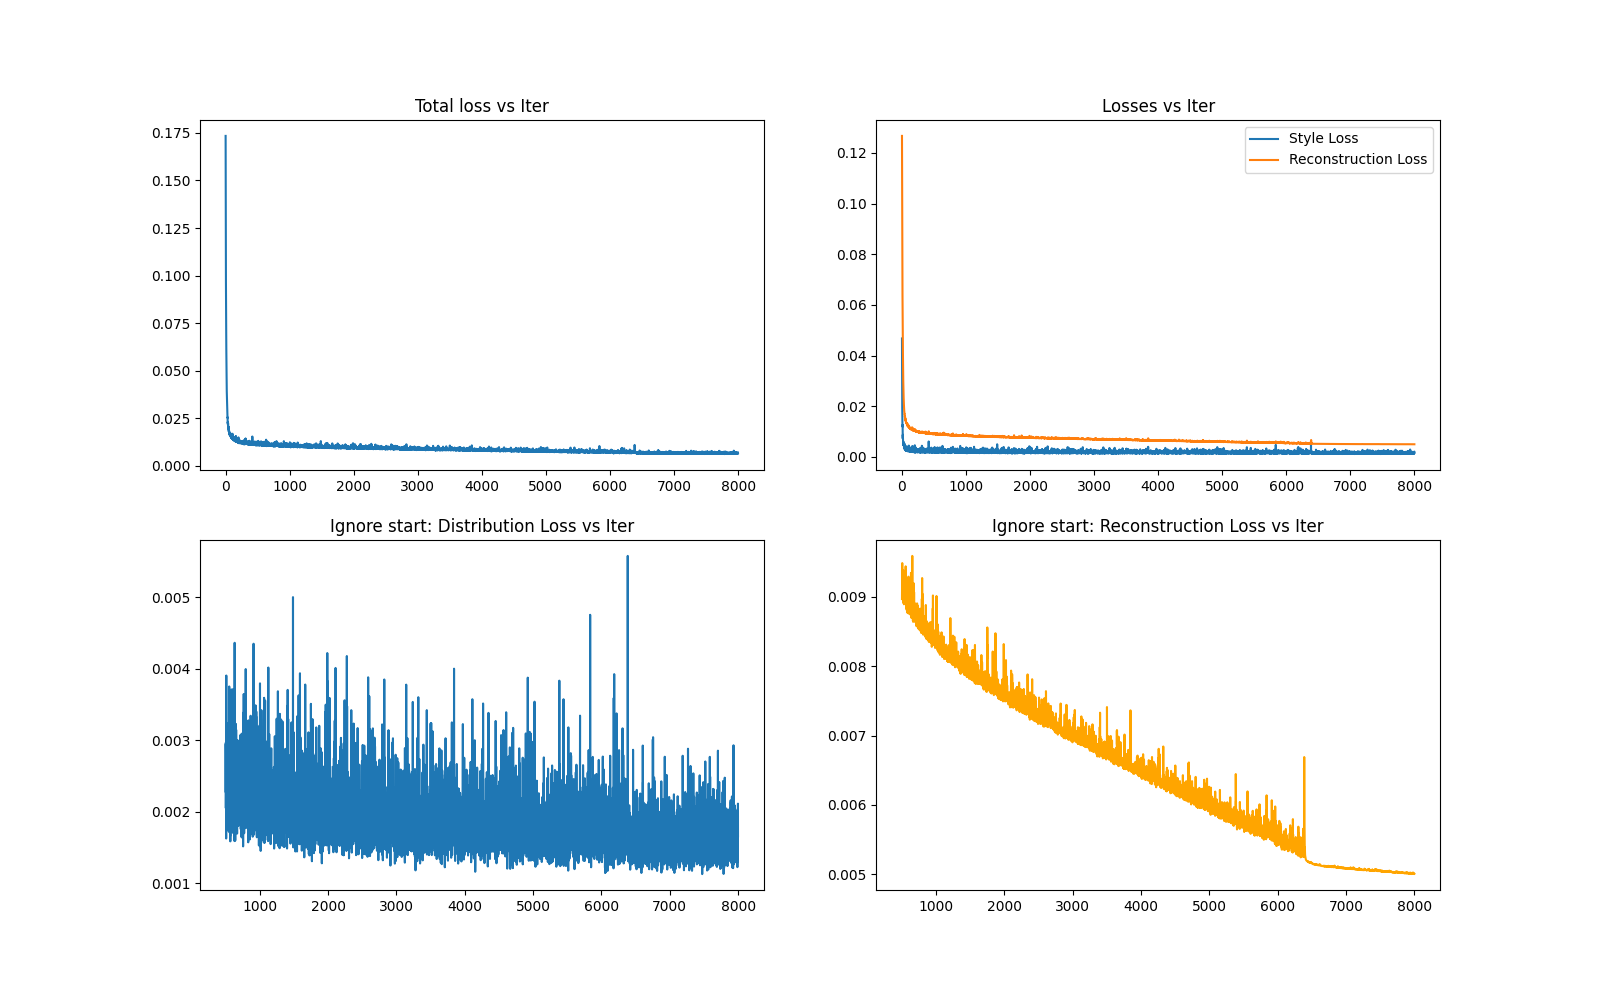 Total loss vs Iter
0.175
0.150
0.125
0.100
0.075
0.050
0.025
0.000
0 1000 2000 3000 4000 5000 6000 7000 8000
Losses vs Iter
Style Loss
Reconstruction Loss
0.12
0.10
0.08
0.06
0.04
0.02
0.00
0 1000 2000 3000 4000 5000 6000 7000 8000
Ignore start: Distribution Loss vs Iter
0.005
0.004
0.003
0.002
0.001
1000 2000 3000 4000 5000 6000 7000 8000
Ignore start: Reconstruction Loss vs Iter
0.009
0.008
0.007
0.006
0.005
1000 2000 3000 4000 5000 6000 7000 8000